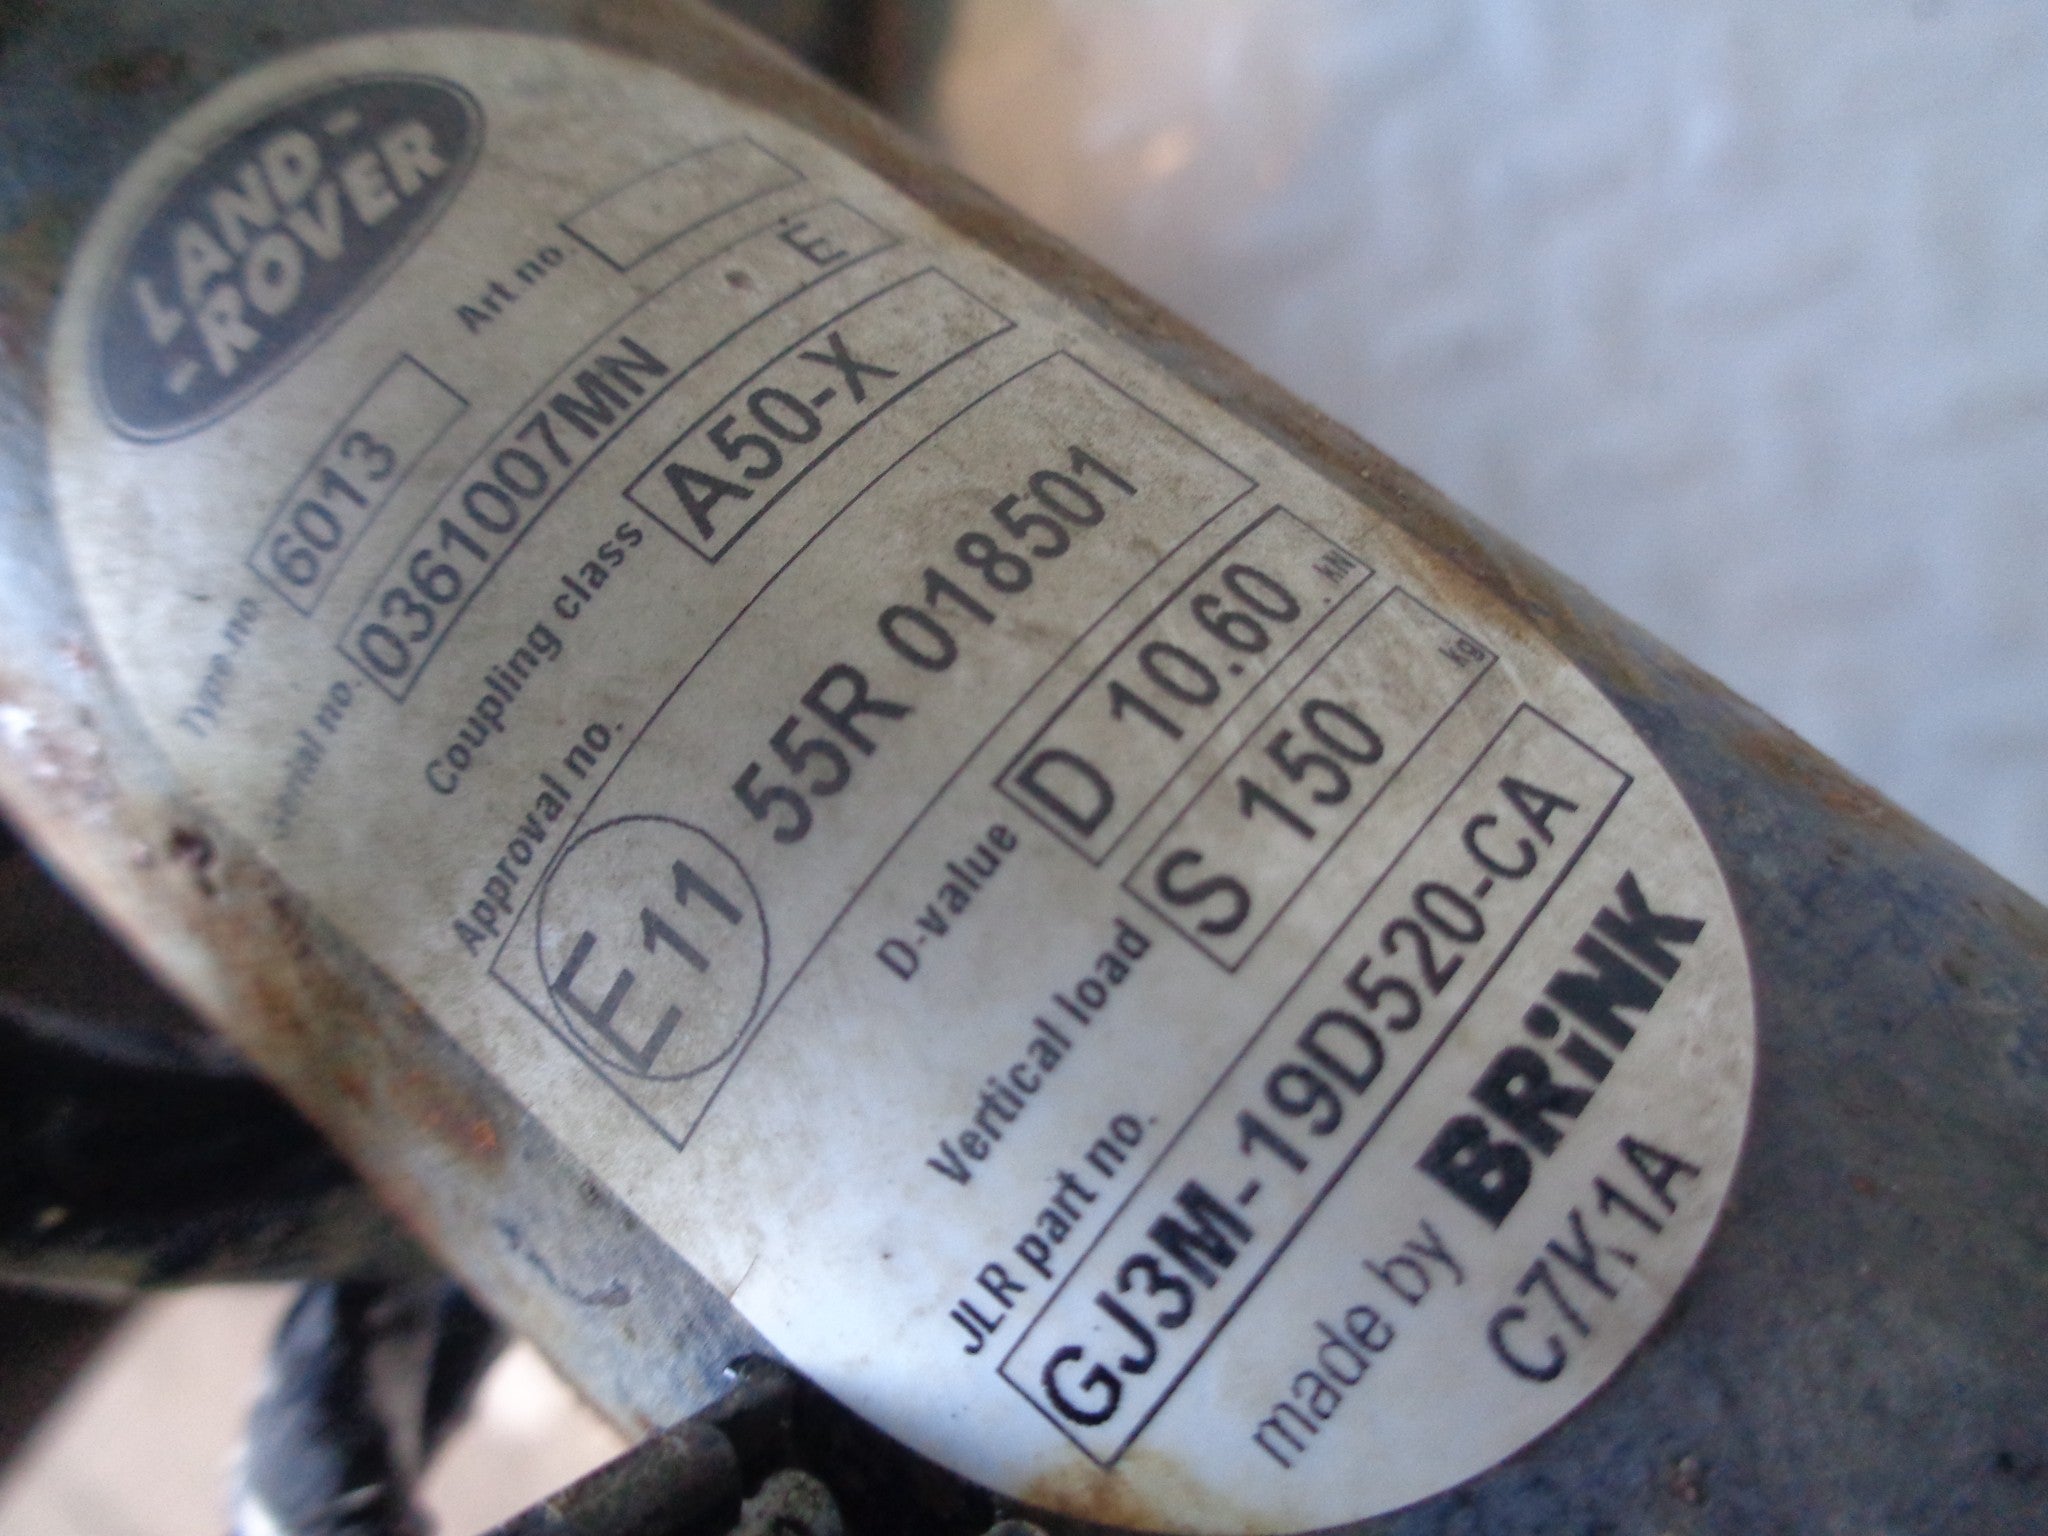 LAND-
-ROVER
Type no. 6013 Art no.
Serial no. 0361007MN E
Coupling class A50-X
Approval no.
E11 55R 018501
D-value D 10.60 kN
Vertical load S 150 kg
JLR part no.
GJ3M-19D520-CA
made by BRiNK
C7K1A